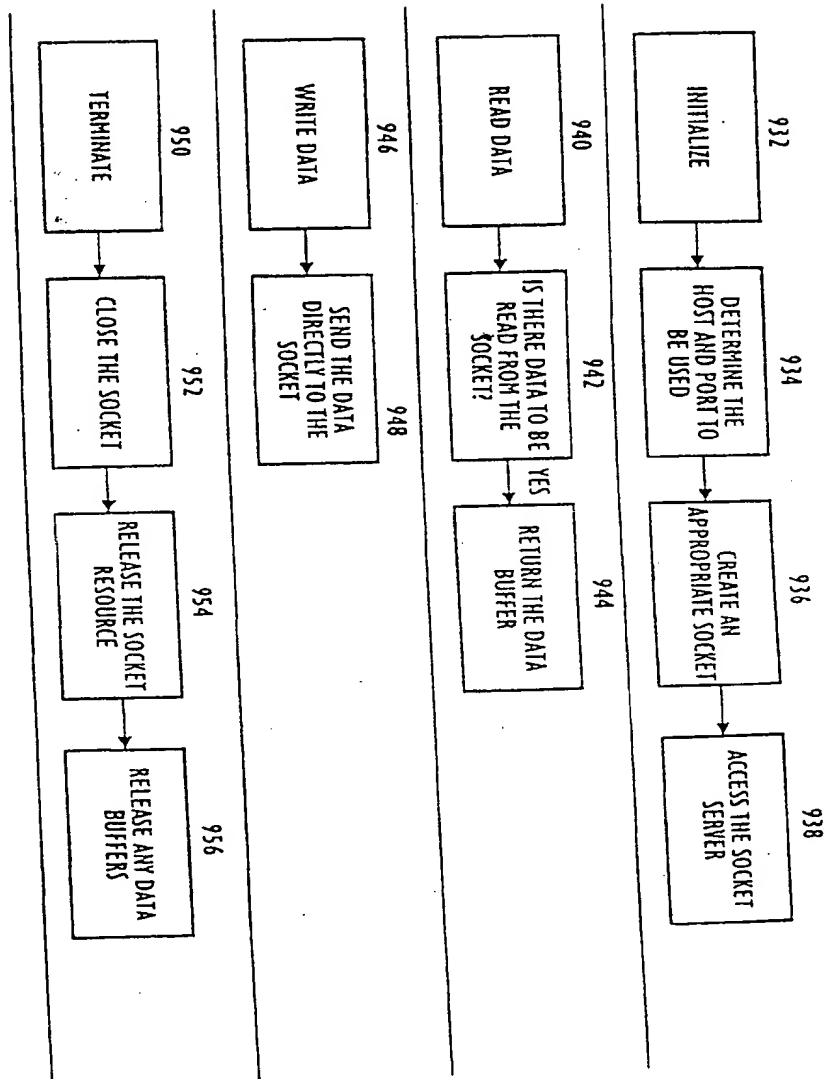 932
INITIALIZE
934
DETERMINE THE
HOST AND PORT TO
BE USED
936
CREATE AN
APPROPRIATE SOCKET
938
ACCESS THE SOCKET
SERVER
940
READ DATA
942
IS THERE DATA TO BE
READ FROM THE
SOCKET?
YES
944
RETURN THE DATA
BUFFER
946
WRITE DATA
948
SEND THE DATA
DIRECTLY TO THE
SOCKET
950
TERMINATE
952
CLOSE THE SOCKET
954
RELEASE THE SOCKET
RESOURCE
956
RELEASE ANY DATA
BUFFERS